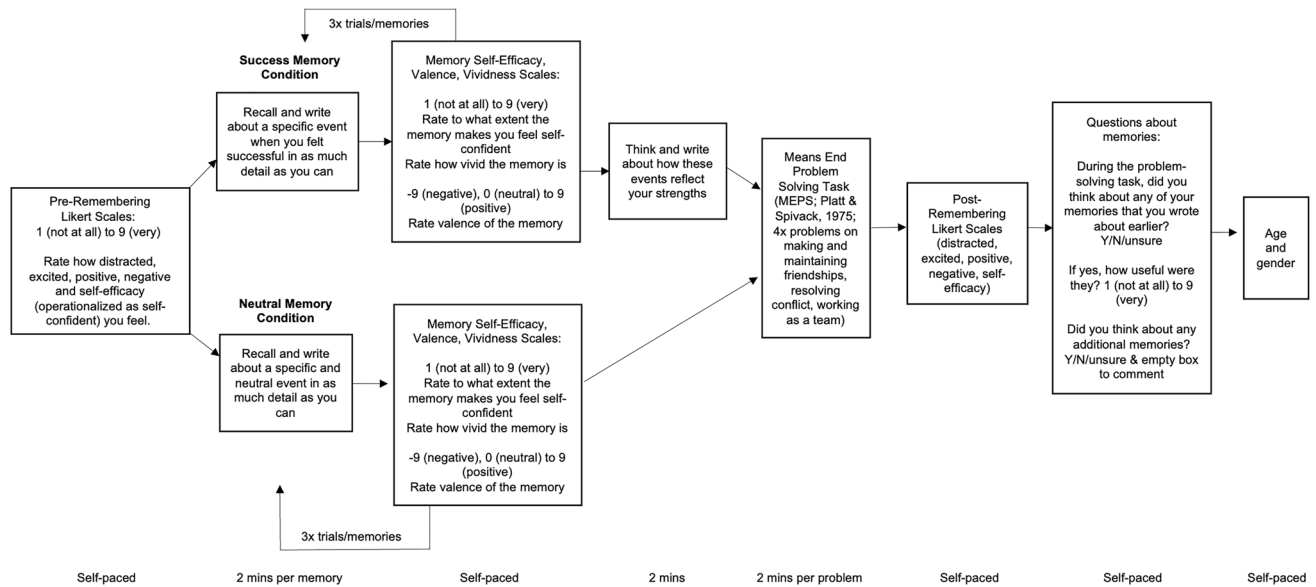 3x trials/memories
Success Memory
Condition
Recall and write
about a specific event
when you felt
successful in as much
detail as you can
Memory Self-Efficacy,
Valence, Vividness Scales:
1 (not at all) to 9 (very)
Rate to what extent the
memory makes you feel self-
confident
Rate how vivid the memory is
-9 (negative), 0 (neutral) to 9
(positive)
Rate valence of the memory
Think and write
about how these
events reflect
your strengths
Pre-Remembering
Likert Scales:
1 (not at all) to 9 (very)
Rate how distracted,
excited, positive, negative
and self-efficacy
(operationalized as self-
confident) you feel.
Neutral Memory
Condition
Recall and write
about a specific and
neutral event in as
much detail as you
can
Memory Self-Efficacy,
Valence, Vividness Scales:
1 (not at all) to 9 (very)
Rate to what extent the
memory makes you feel self-
confident
Rate how vivid the memory is
-9 (negative), 0 (neutral) to 9
(positive)
Rate valence of the memory
3x trials/memories
Means End
Problem
Solving Task
(MEPS; Platt &
Spivack, 1975;
4x problems on
making and
maintaining
friendships,
resolving
conflict, working
as a team)
Post-
Remembering
Likert Scales
(distracted,
excited, positive,
negative, self-
efficacy)
Questions about
memories:
During the problem-
solving task, did you
think about any of your
memories that you wrote
about earlier?
Y/N/unsure
If yes, how useful were
they? 1 (not at all) to 9
(very)
Did you think about any
additional memories?
Y/N/unsure & empty box
to comment
Age
and
gender
Self-paced
2 mins per memory
Self-paced
2 mins
2 mins per problem
Self-paced
Self-paced
Self-paced